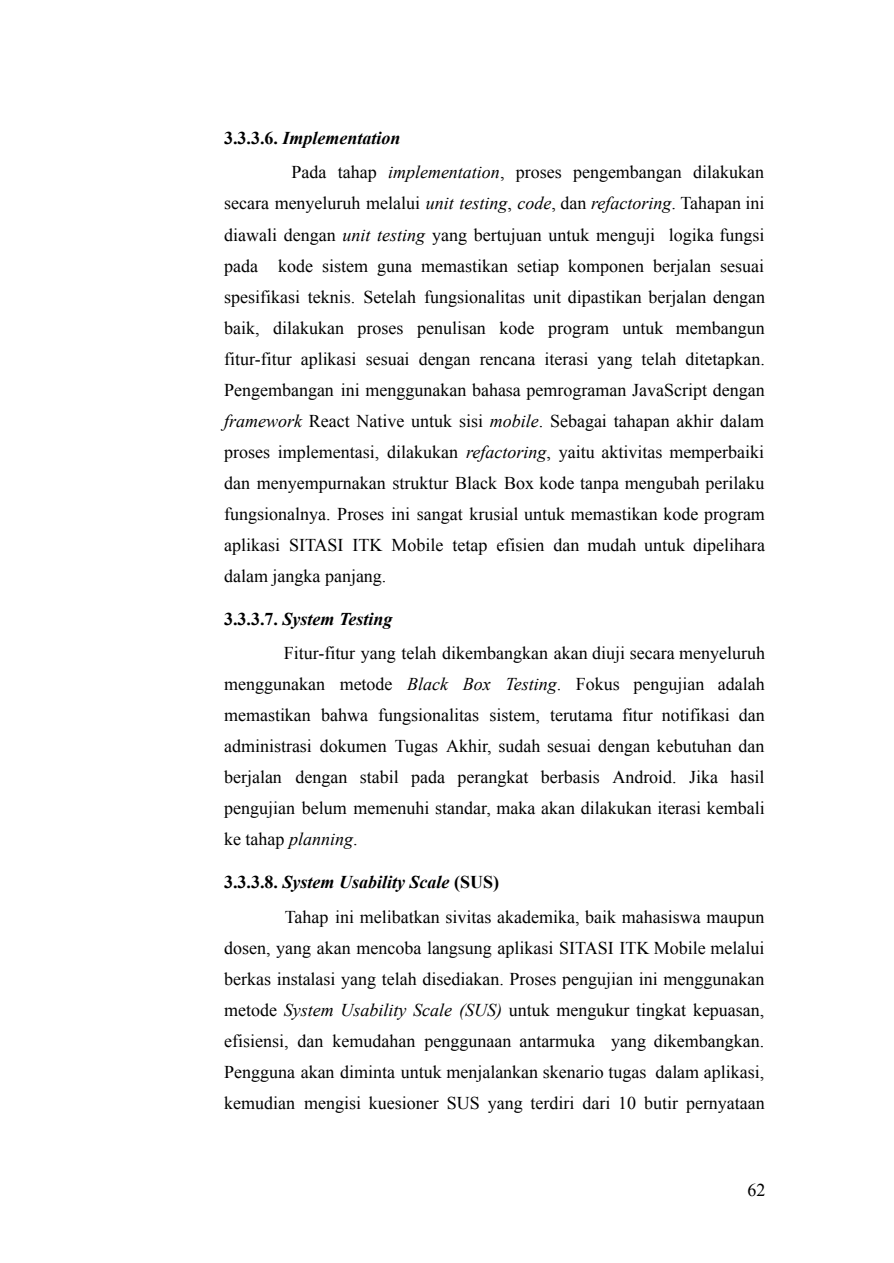 3.3.3.6. Implementation
Pada tahap implementation, proses pengembangan dilakukan
secara menyeluruh melalui unit testing, code, dan refactoring. Tahapan ini
diawali dengan unit testing yang bertujuan untuk menguji logika fungsi
pada kode sistem guna memastikan setiap komponen berjalan sesuai
spesifikasi teknis. Setelah fungsionalitas unit dipastikan berjalan dengan
baik, dilakukan proses penulisan kode program untuk membangun
fitur-fitur aplikasi sesuai dengan rencana iterasi yang telah ditetapkan.
Pengembangan ini menggunakan bahasa pemrograman JavaScript dengan
framework React Native untuk sisi mobile. Sebagai tahapan akhir dalam
proses implementasi, dilakukan refactoring, yaitu aktivitas memperbaiki
dan menyempurnakan struktur Black Box kode tanpa mengubah perilaku
fungsionalnya. Proses ini sangat krusial untuk memastikan kode program
aplikasi SITASI ITK Mobile tetap efisien dan mudah untuk dipelihara
dalam jangka panjang.
3.3.3.7. System Testing
Fitur-fitur yang telah dikembangkan akan diuji secara menyeluruh
menggunakan metode Black Box Testing. Fokus pengujian adalah
memastikan bahwa fungsionalitas sistem, terutama fitur notifikasi dan
administrasi dokumen Tugas Akhir, sudah sesuai dengan kebutuhan dan
berjalan dengan stabil pada perangkat berbasis Android. Jika hasil
pengujian belum memenuhi standar, maka akan dilakukan iterasi kembali
ke tahap planning.
3.3.3.8. System Usability Scale (SUS)
Tahap ini melibatkan sivitas akademika, baik mahasiswa maupun
dosen, yang akan mencoba langsung aplikasi SITASI ITK Mobile melalui
berkas instalasi yang telah disediakan. Proses pengujian ini menggunakan
metode System Usability Scale (SUS) untuk mengukur tingkat kepuasan,
efisiensi, dan kemudahan penggunaan antarmuka yang dikembangkan.
Pengguna akan diminta untuk menjalankan skenario tugas dalam aplikasi,
kemudian mengisi kuesioner SUS yang terdiri dari 10 butir pernyataan
62